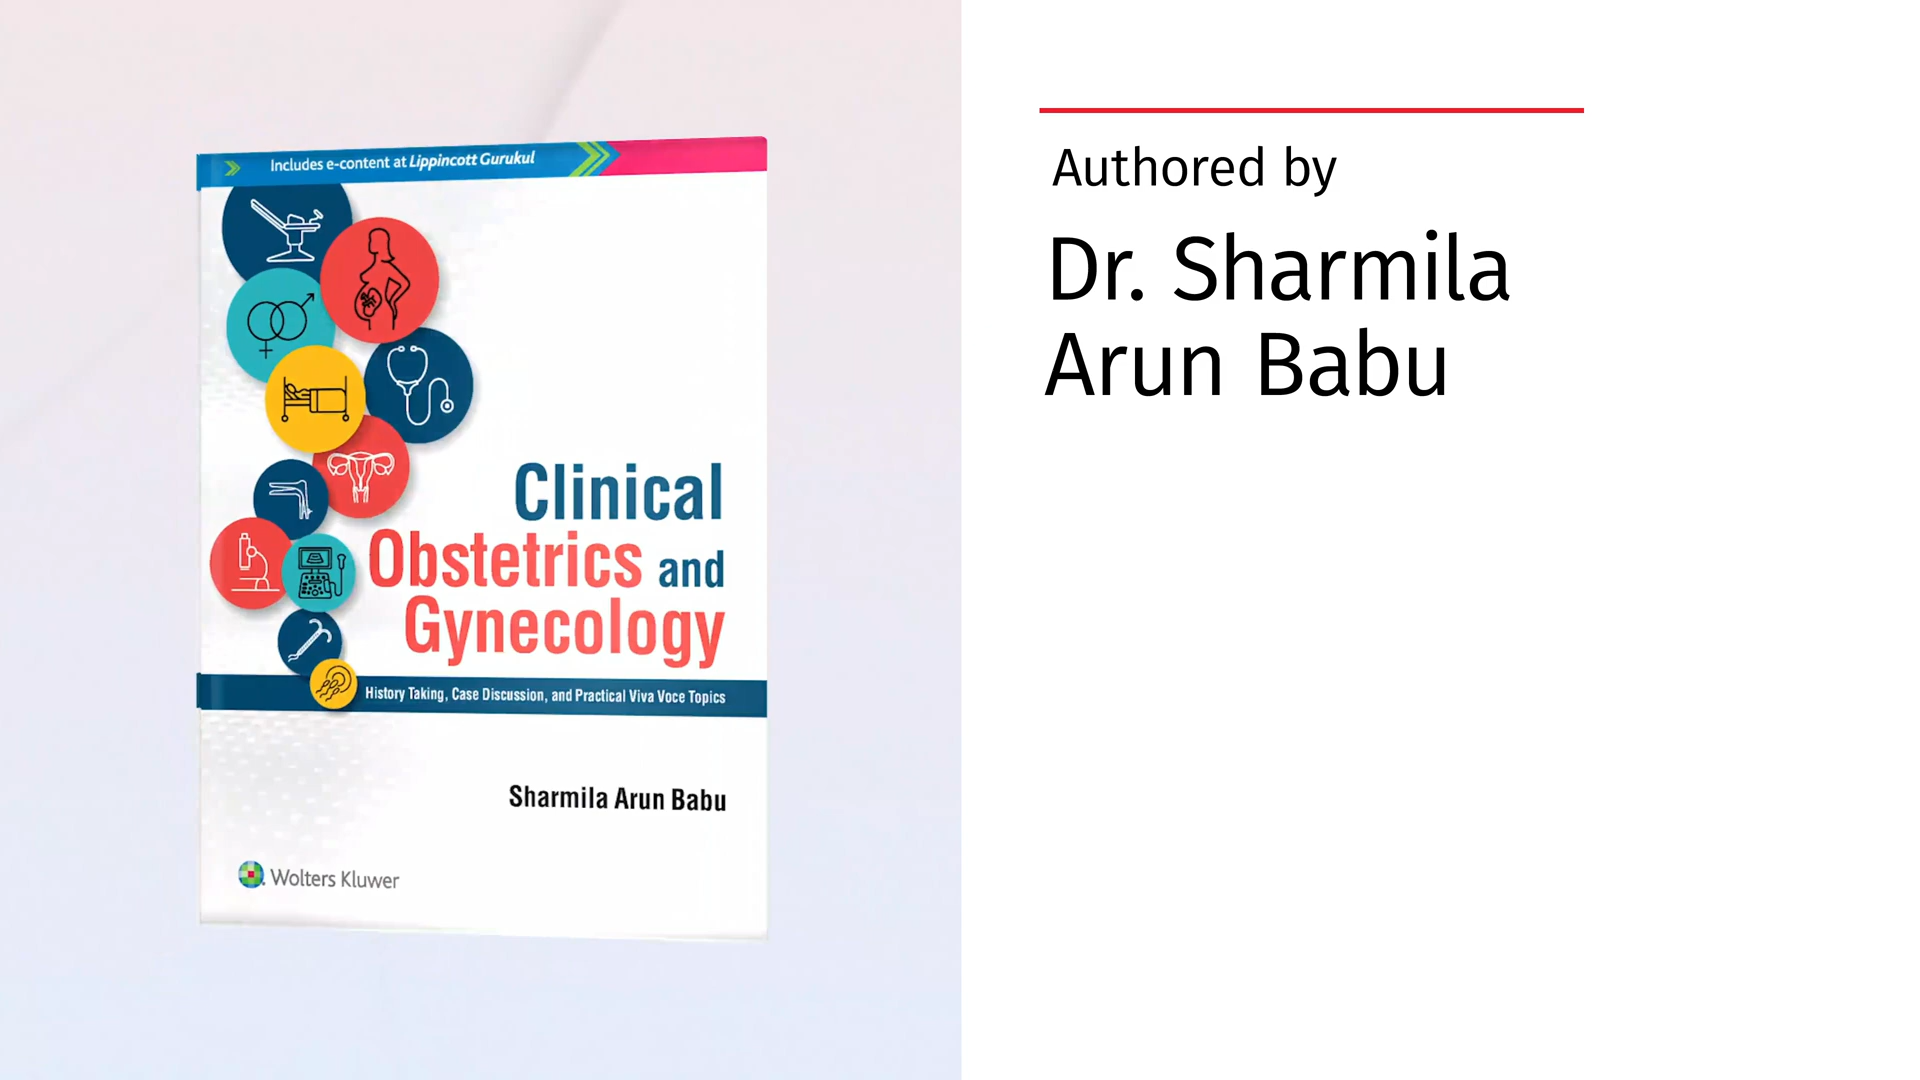 Includes e-content at Lippincott Gurukul
Clinical
Obstetrics and
Gynecology
History Taking, Case Discussion, and Practical Viva Voce Topics
Sharmila Arun Babu
Wolters Kluwer
Authored by
Dr. Sharmila
Arun Babu